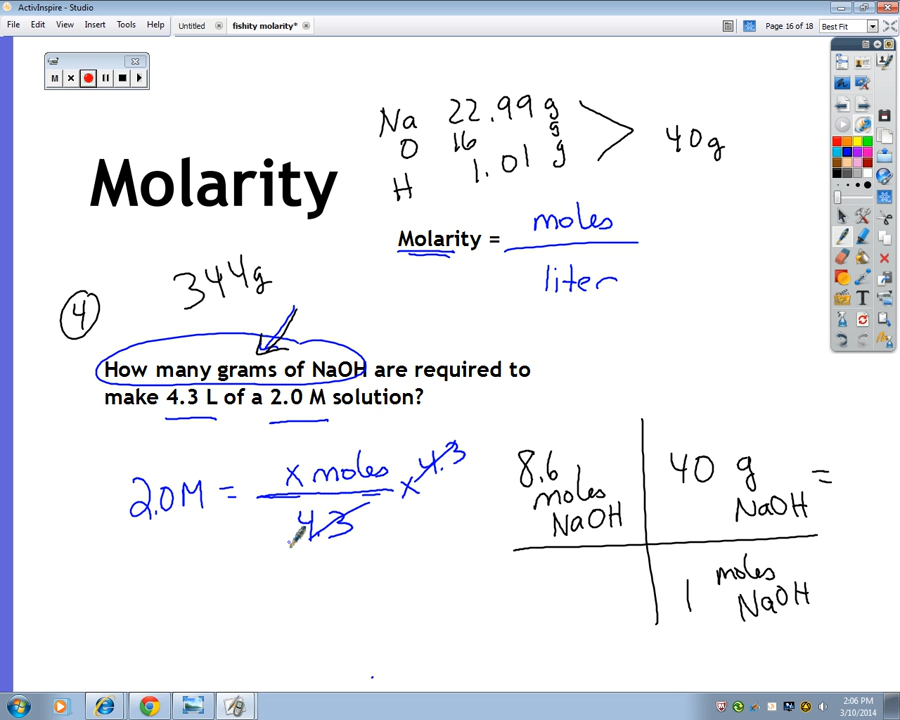 ActivInspire - Studio
File Edit View Insert Tools Help
Untitled
fishity molarity*
Page 16 of 18
Best Fit
M
Na 22.99 g
O 16 g
H 1.01 g
40g
Molarity
Molarity = moles
liter
344g
4
How many grams of NaOH are required to
make 4.3 L of a 2.0 M solution?
2.0M = x moles x 4.3
4.3
8.6
moles
NaOH
40 g
NaOH
=
1 moles
NaOH
2:06 PM
3/10/2014